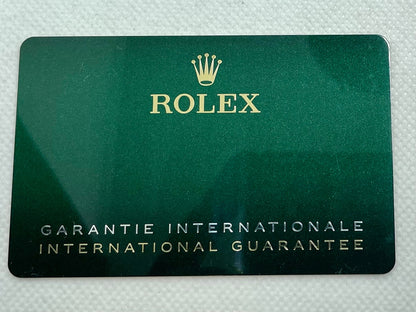 ROLEX
GARANTIE INTERNATIONALE
INTERNATIONAL GUARANTEE